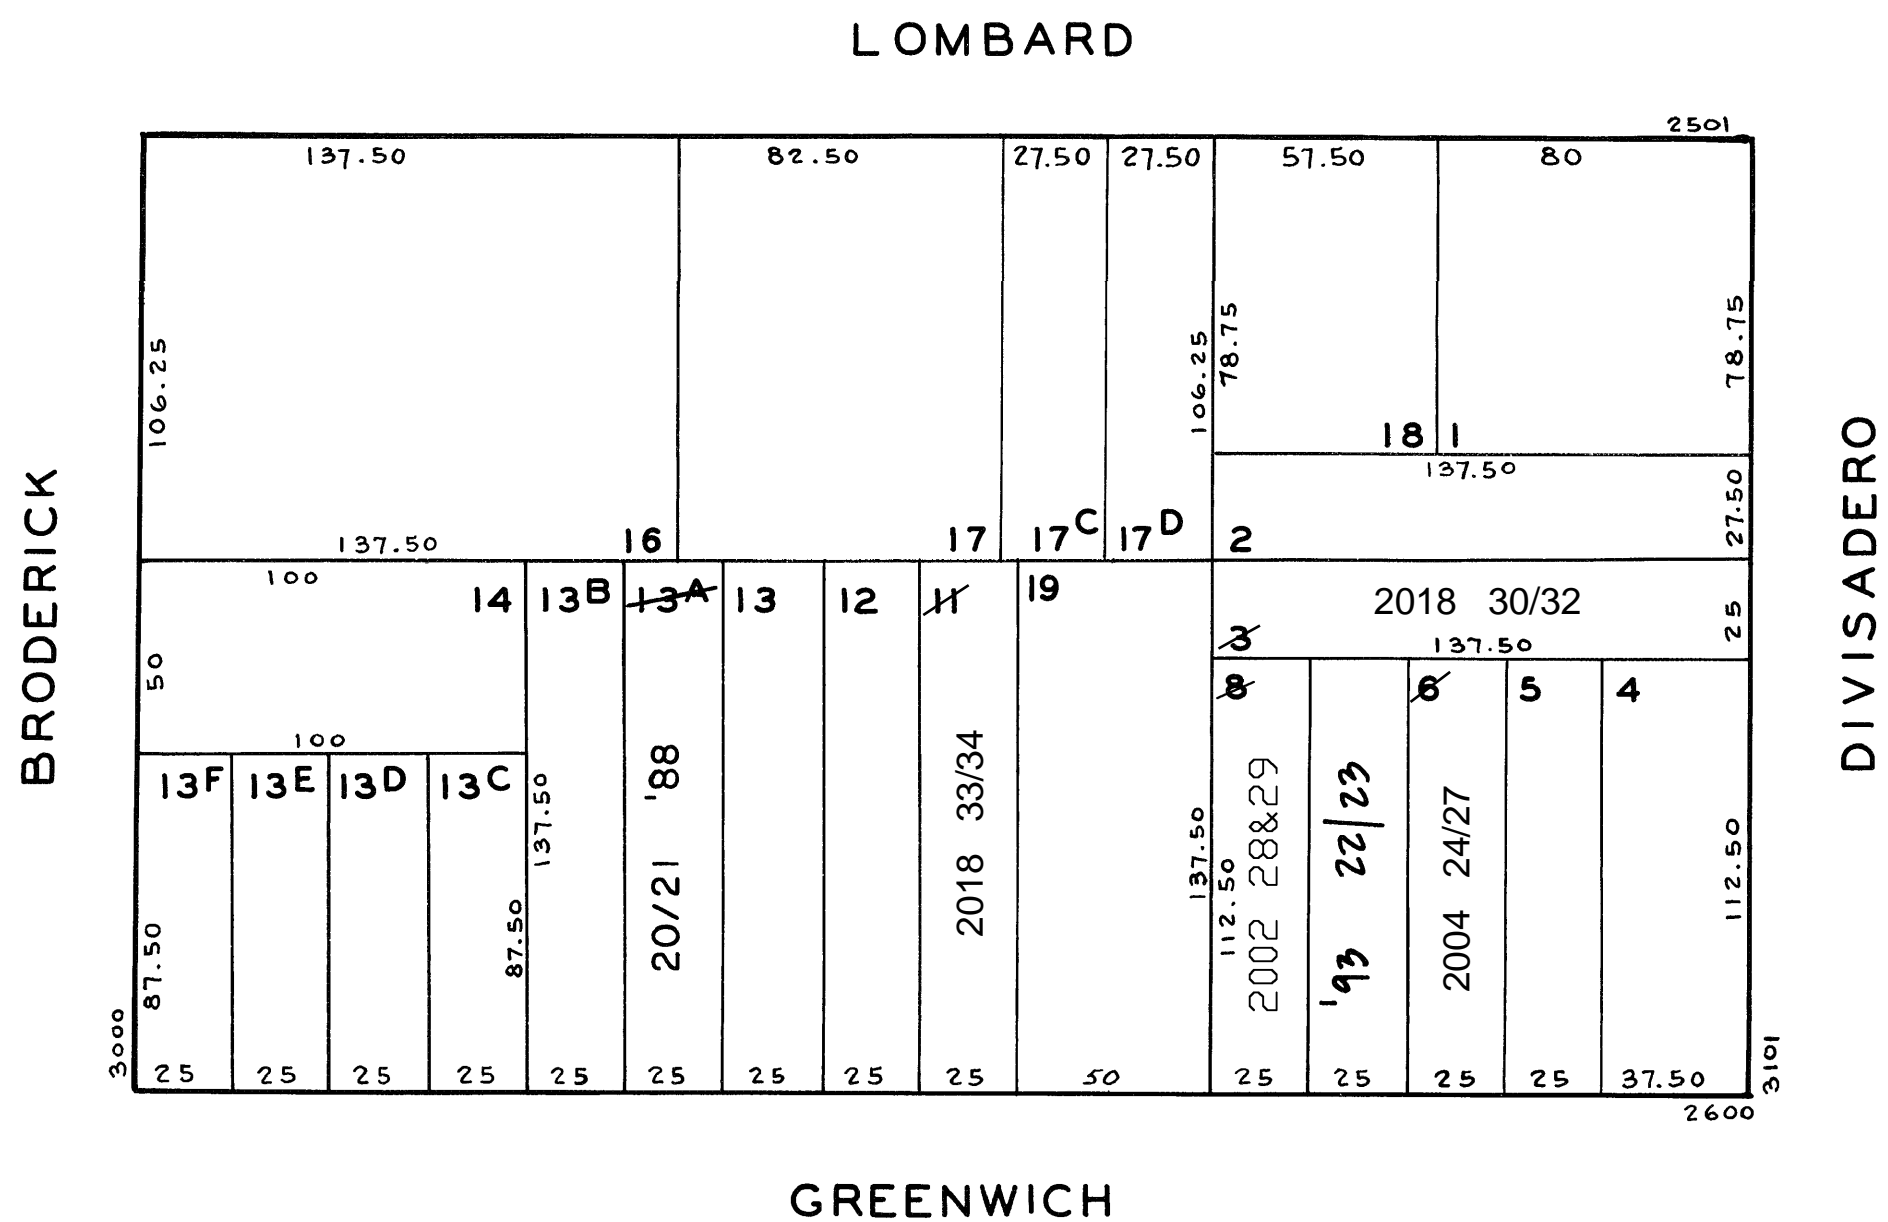 LOMBARD
2501
137.50 82.50 27.50 27.50 57.50 80
106.25
106.25
78.75
78.75
18 1
137.50
27.50
137.50 16 17 17C 17D 2
BRODERICK
DIVISADERO
100
14 13B 13A 13 12 11 19
2018 30/32
25
3
137.50
50
8 6 5 4
100
13F 13E 13D 13C
137.50
87.50
87.50
20/21 '88
2018 33/34
137.50
112.50
2002 28&29
'93 22/23
2004 24/27
112.50
3000
25 25 25 25 25 25 25 25 25 50 25 25 25 25 37.50
3101
2600
GREENWICH